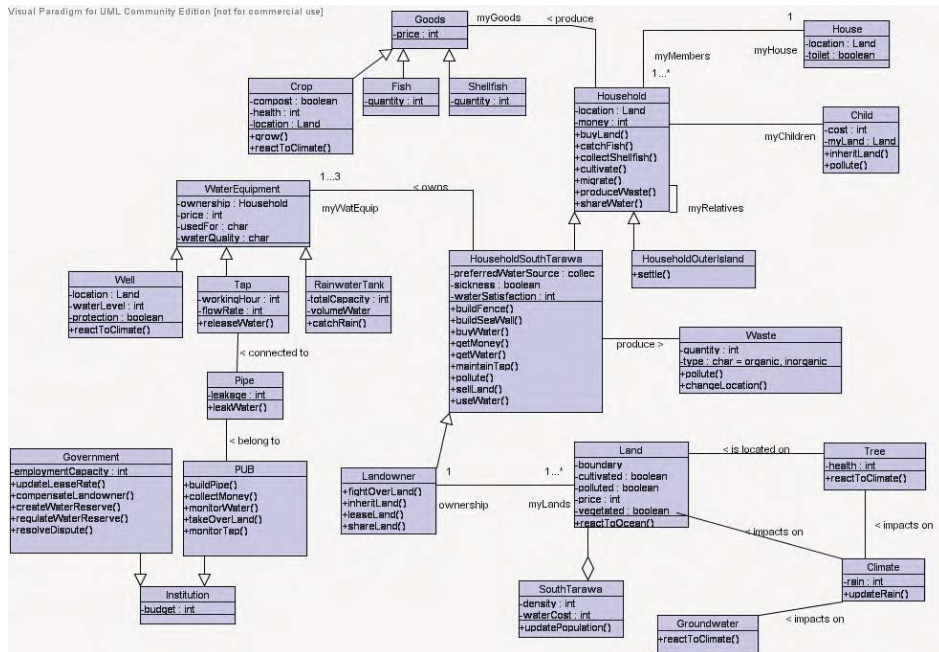 Visual Paradigm for UML Community Edition [not for commercial use]
Goods
-price : int
myGoods
< produce
1
House
-location : Land
-toilet : boolean
myMembers
myHouse
1...*
Crop
-compost : boolean
-health : int
-location : Land
+grow()
+reactToClimate()
Fish
-quantity : int
Shellfish
-quantity : int
Household
-location : Land
-money : int
+buyLand()
+catchFish()
+collectShellfish()
+cultivate()
+migrate()
+produceWaste()
+shareWater()
myChildren
Child
-cost : int
-myLand : Land
+inheritLand()
+pollute()
myRelatives
1...3
< owns
myWatEquip
WaterEquipment
-ownership : Household
-price : int
-usedFor : char
-waterQuality : char
HouseholdSouthTarawa
-preferredWaterSource : collec
-sickness : boolean
-waterSatisfaction : int
+buildFence()
+buildSeaWall()
+buyWater()
+getMoney()
+getWater()
+maintainTap()
+pollute()
+sellLand()
+useWater()
HouseholdOuterIsland
+settle()
Well
-location : Land
-waterLevel : int
-protection : boolean
+reactToClimate()
Tap
-workingHour : int
-flowRate : int
+releaseWater()
RainwaterTank
-totalCapacity : int
-volumeWater
+catchRain()
produce >
Waste
-quantity : int
-type : char = organic, inorganic
+pollute()
+changeLocation()
< connected to
Pipe
-leakage : int
+leakWater()
< belong to
Government
-employmentCapacity : int
+updateLeaseRate()
+compensateLandowner()
+createWaterReserve()
+regulateWaterReserve()
+resolveDispute()
PUB
+buildPipe()
+collectMoney()
+monitorWater()
+takeOverLand()
+monitorTap()
Landowner
+fightOverLand()
+inheritLand()
+leaseLand()
+shareLand()
1
ownership
1...*
myLands
Land
-boundary
-cultivated : boolean
-polluted : boolean
-price : int
-vegetated : boolean
+reactToOcean()
< is located on
Tree
-health : int
+reactToClimate()
< impacts on
< impacts on
Institution
-budget : int
SouthTarawa
-density : int
-waterCost : int
+updatePopulation()
Climate
-rain : int
+updateRain()
Groundwater
+reactToClimate()
< impacts on